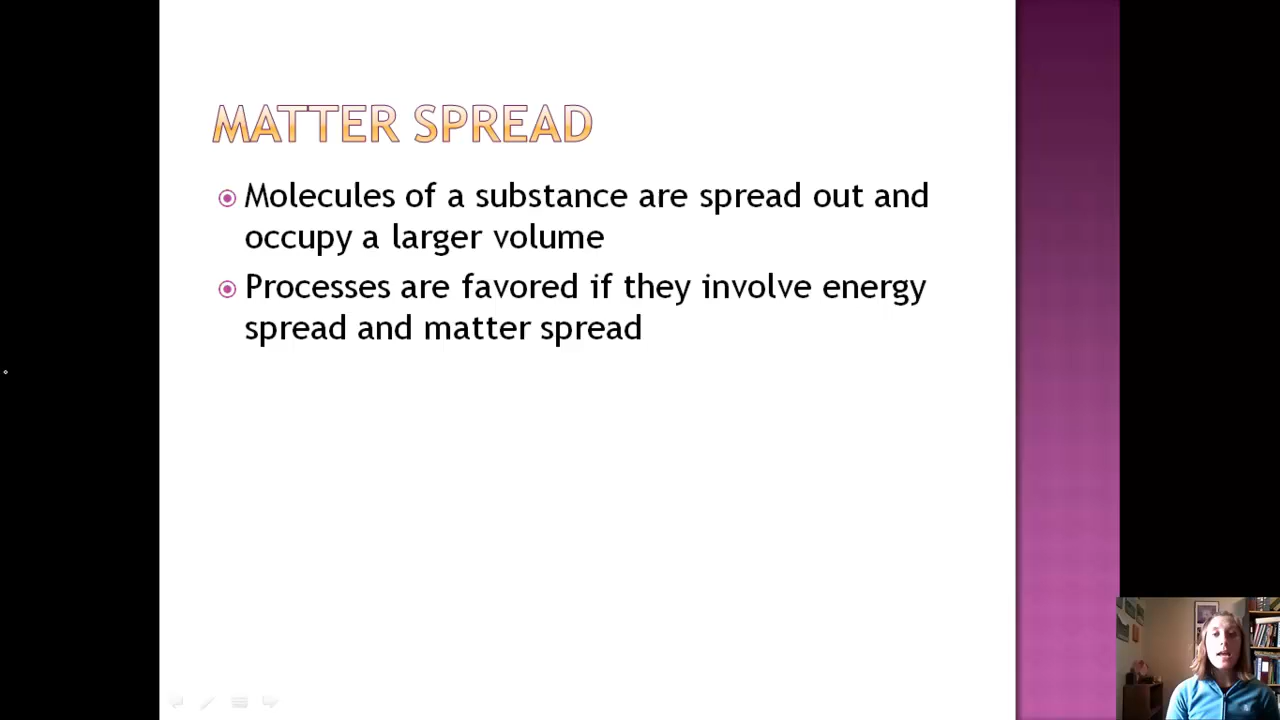 MATTER SPREAD
Molecules of a substance are spread out and
occupy a larger volume
Processes are favored if they involve energy
spread and matter spread